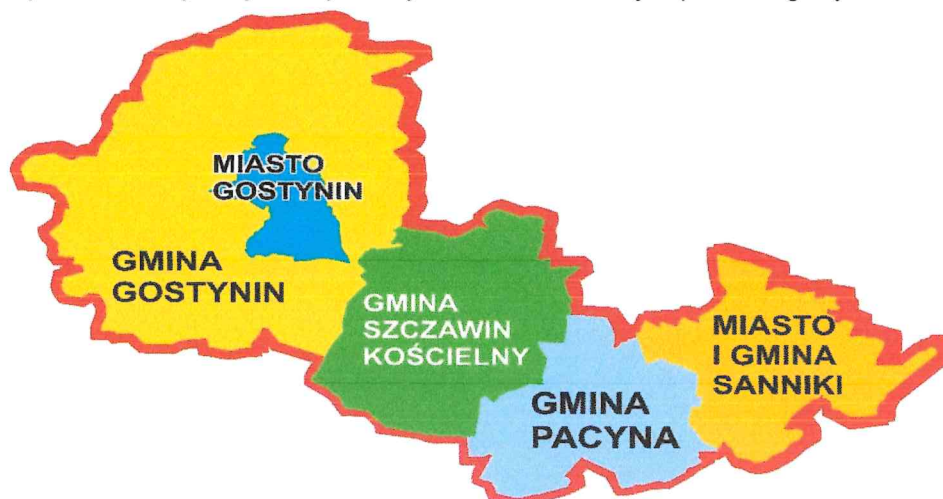 MIASTO
GOSTYNIN
GMINA
GOSTYNIN
GMINA
SZCZAWIN
KOŚCIELNY
MIASTO
I GMINA
SANNIKI
GMINA
PACYNA